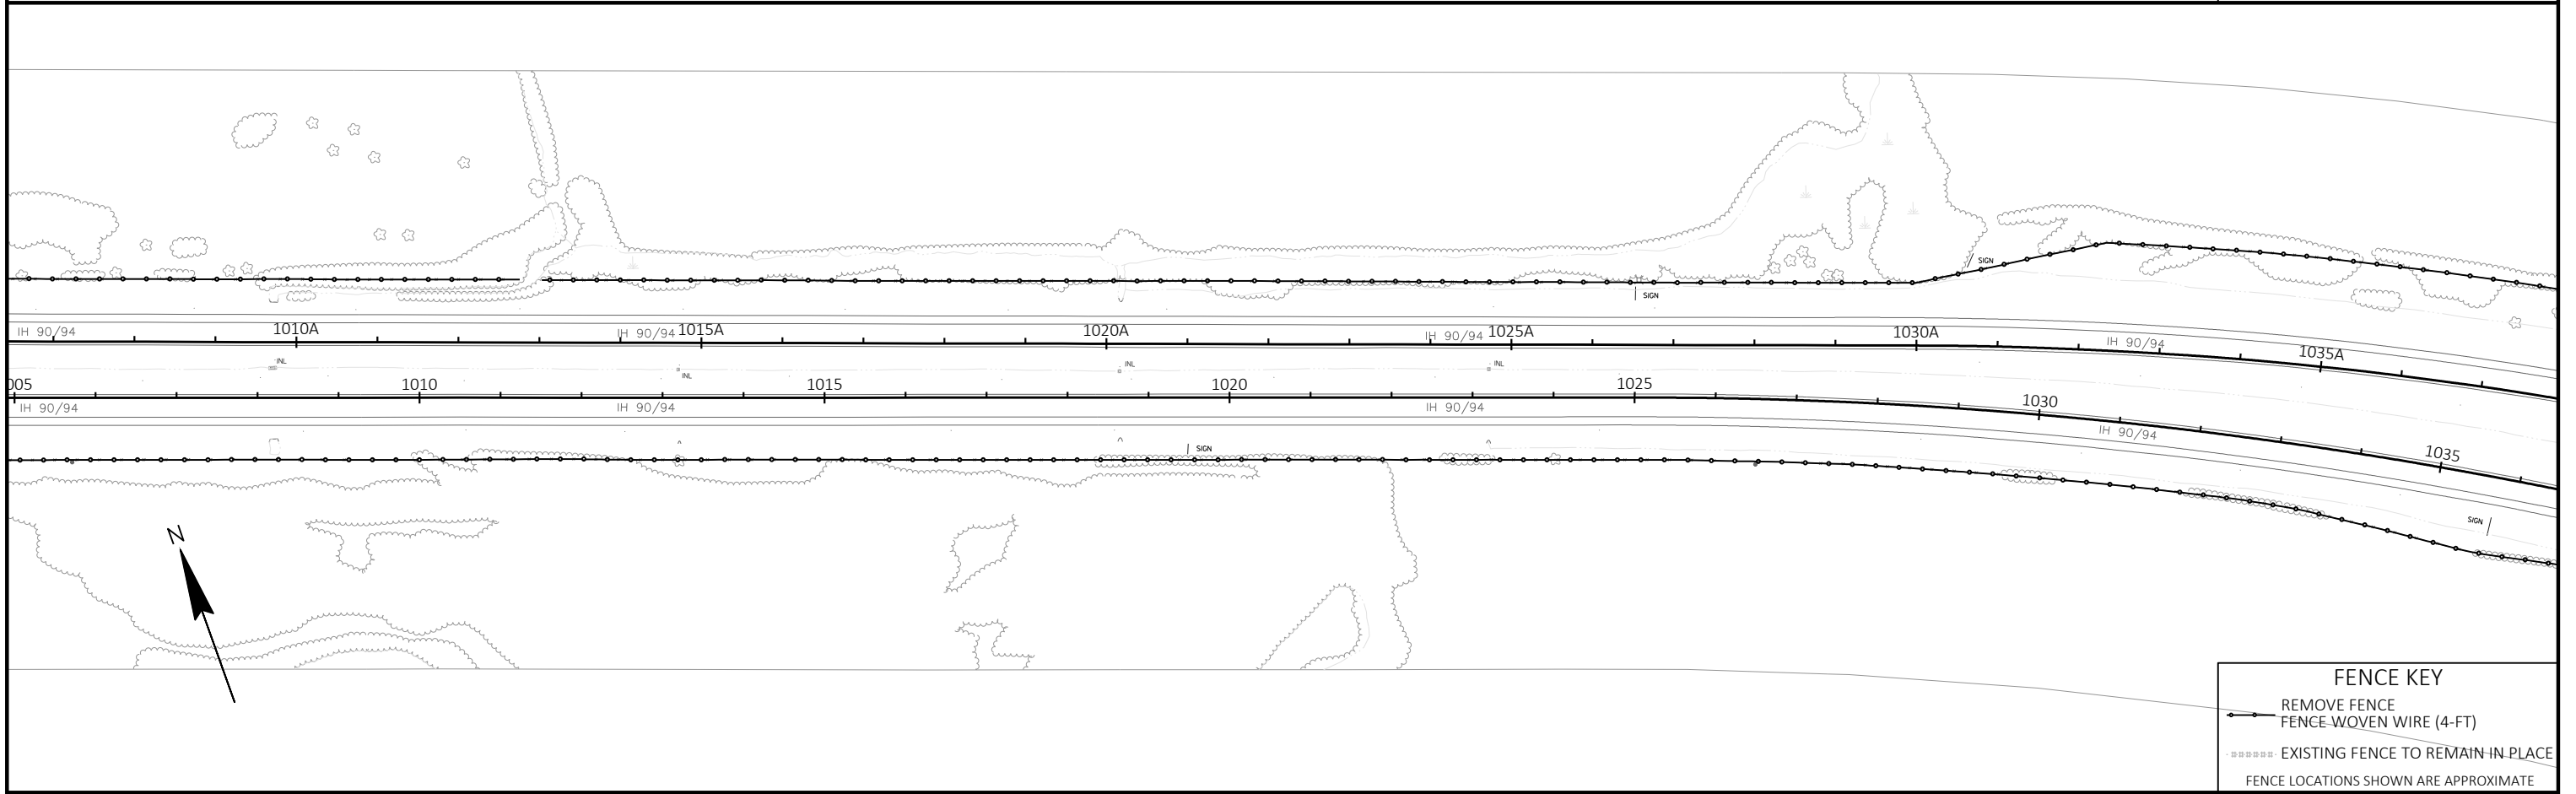 SIGN
SIGN
IH 90/94
1010A
IH 90/94
1015A
1020A
IH 90/94
1025A
1030A
IH 90/94
1035A
INL
INL
INL
INL
005
1010
1015
1020
1025
1030
1035
IH 90/94
IH 90/94
IH 90/94
IH 90/94
SIGN
SIGN
N
FENCE KEY
REMOVE FENCE
FENCE WOVEN WIRE (4-FT)
EXISTING FENCE TO REMAIN IN PLACE
FENCE LOCATIONS SHOWN ARE APPROXIMATE